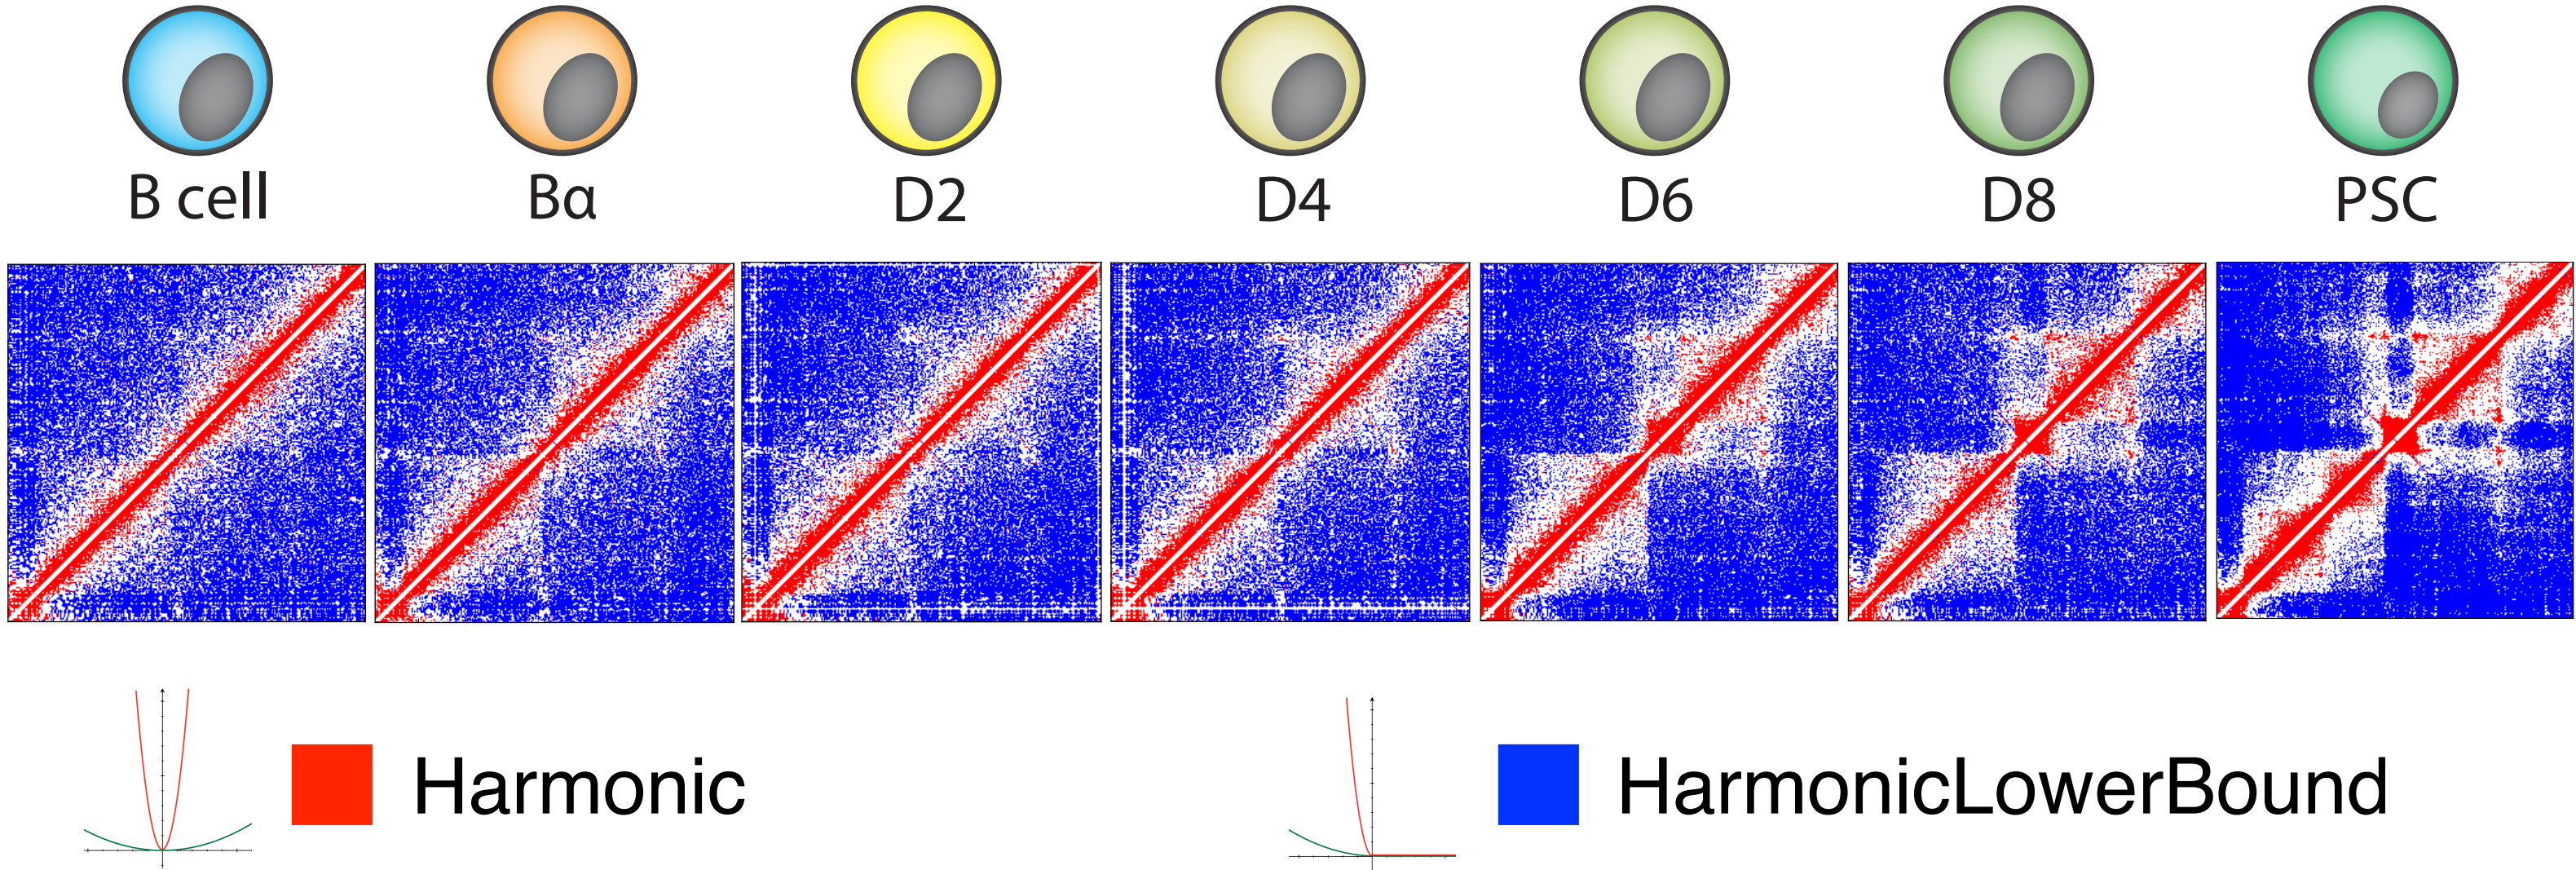 B cell
Bα
D2
D4
D6
D8
PSC
Harmonic
HarmonicLowerBound